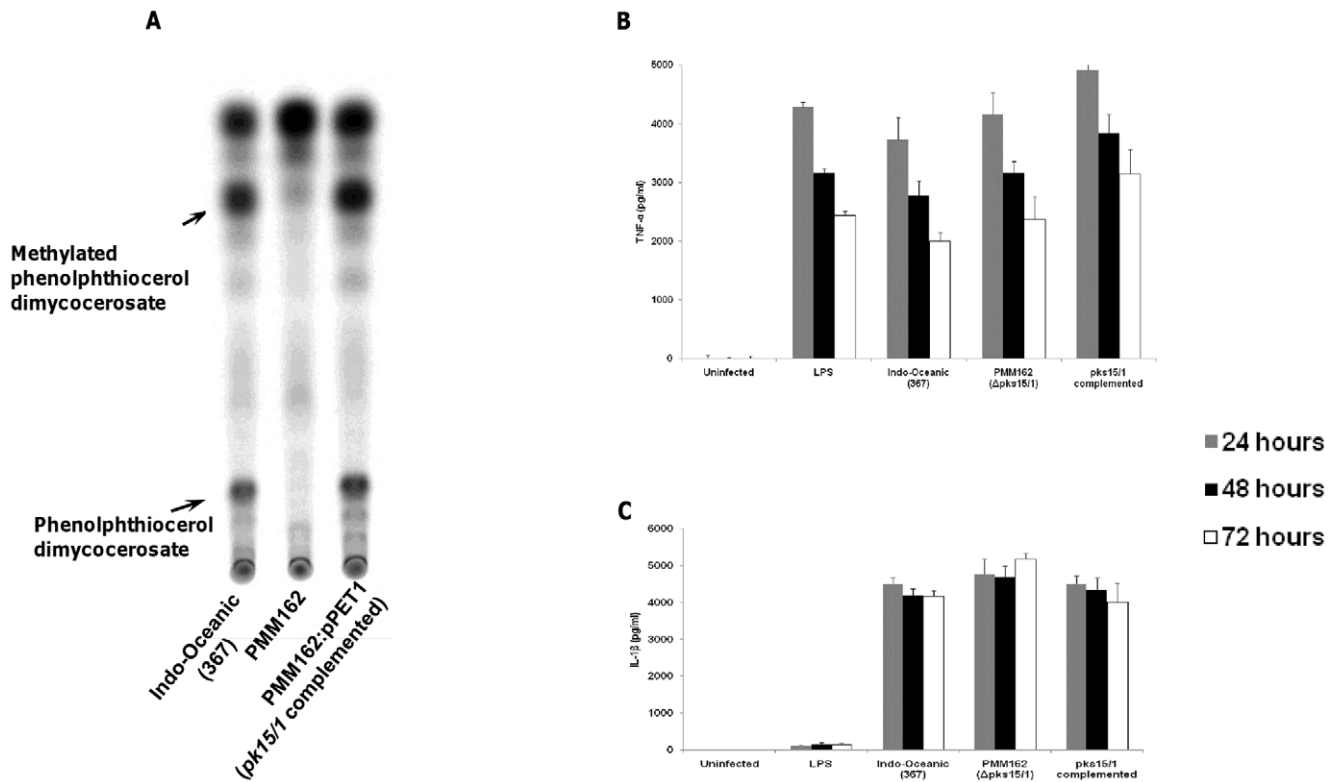 A
Methylated
phenolphthiocerol
dimycocerosate
Phenolphthiocerol
dimycocerosate
Indo-Oceanic
(367)
PMM162
PMM162:pPET1
(pk15/1 complemented)
B
5000
4000
3000
2000
1000
0
TNF-α (pg/ml)
Uninfected
LPS
Indo-Oceanic
(367)
PMM162
(Δpks15/1)
pks15/1
complemented
C
6000
5000
4000
3000
2000
1000
0
IL-1β (pg/ml)
Uninfected
LPS
Indo-Oceanic
(367)
PMM162
(Δpks15/1)
pks15/1
complemented
24 hours
48 hours
72 hours